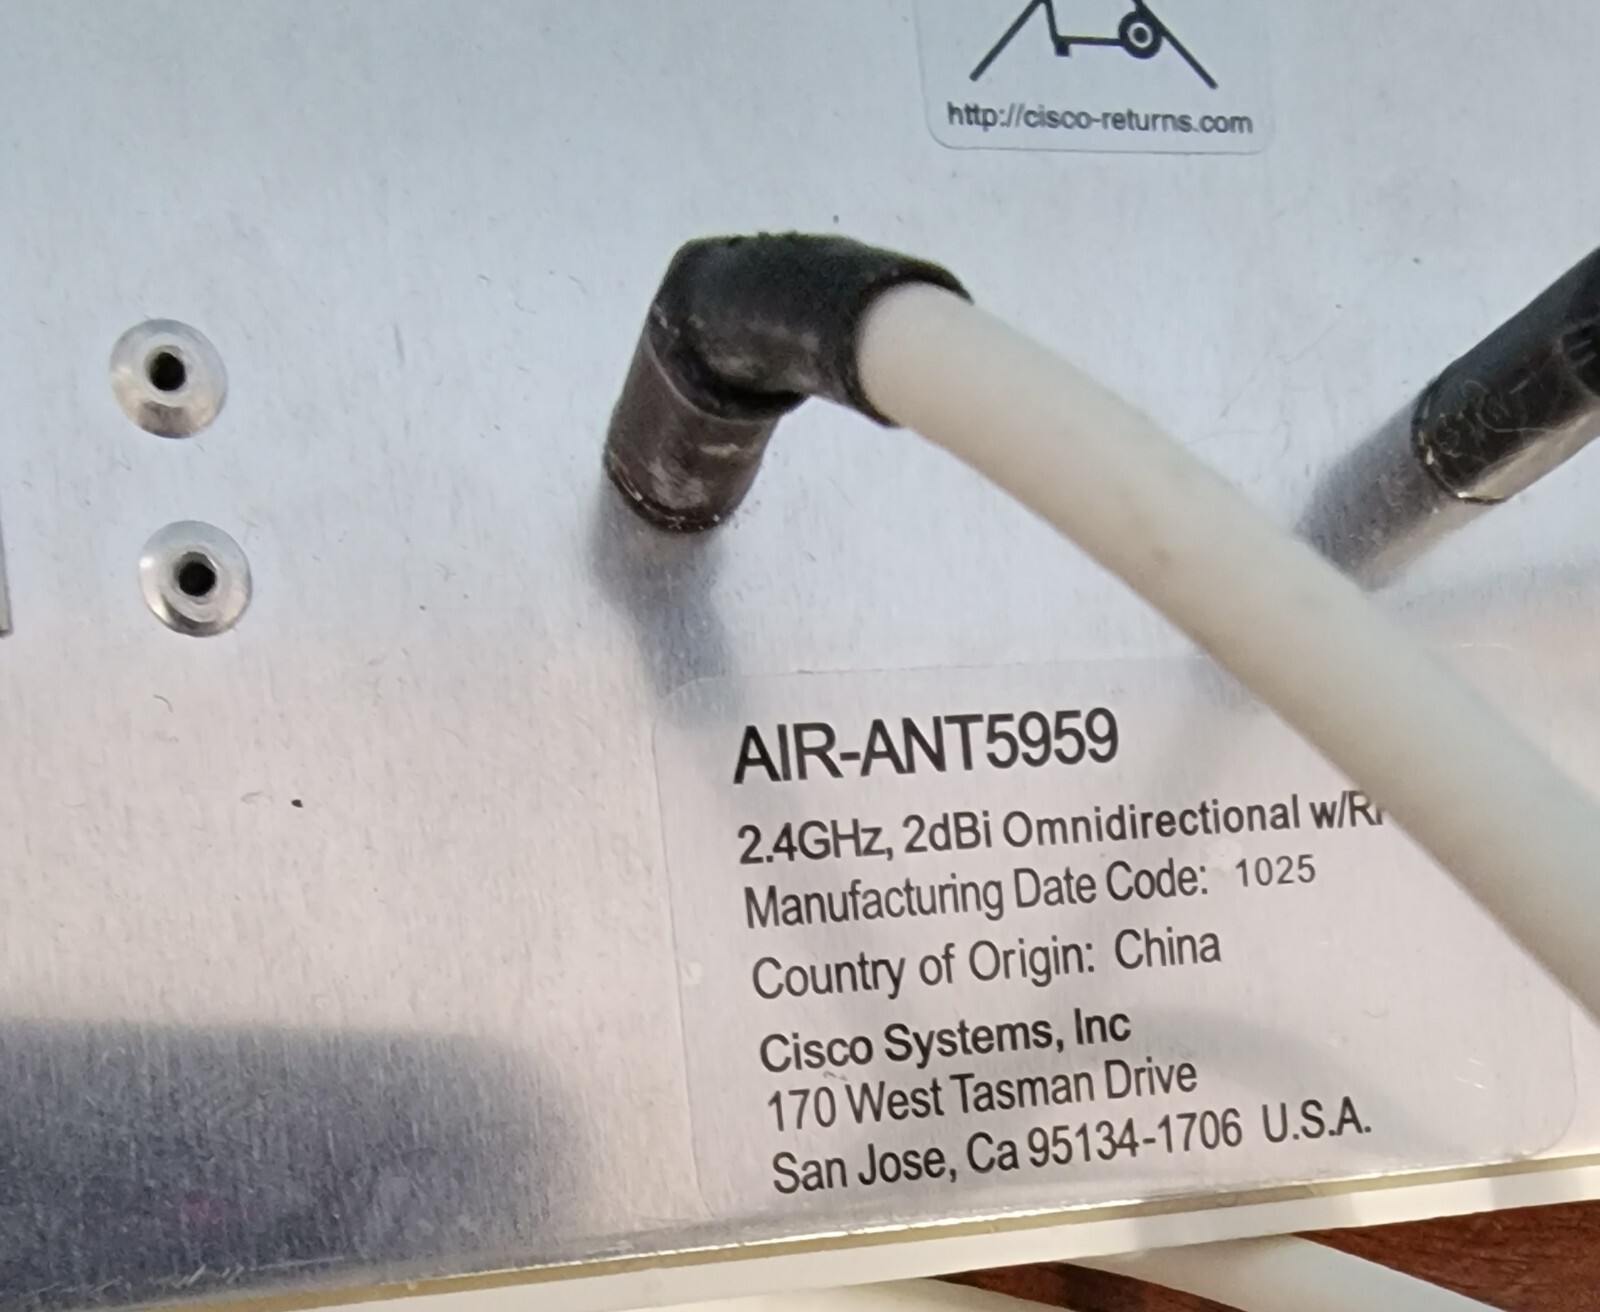 http://cisco-returns.com
AIR-ANT5959
2.4GHz, 2dBi Omnidirectional
Manufacturing Date Code: 1025
Country of Origin: China
Cisco Systems, Inc
170 West Tasman Drive
San Jose, Ca 95134-1706 U.S.A.